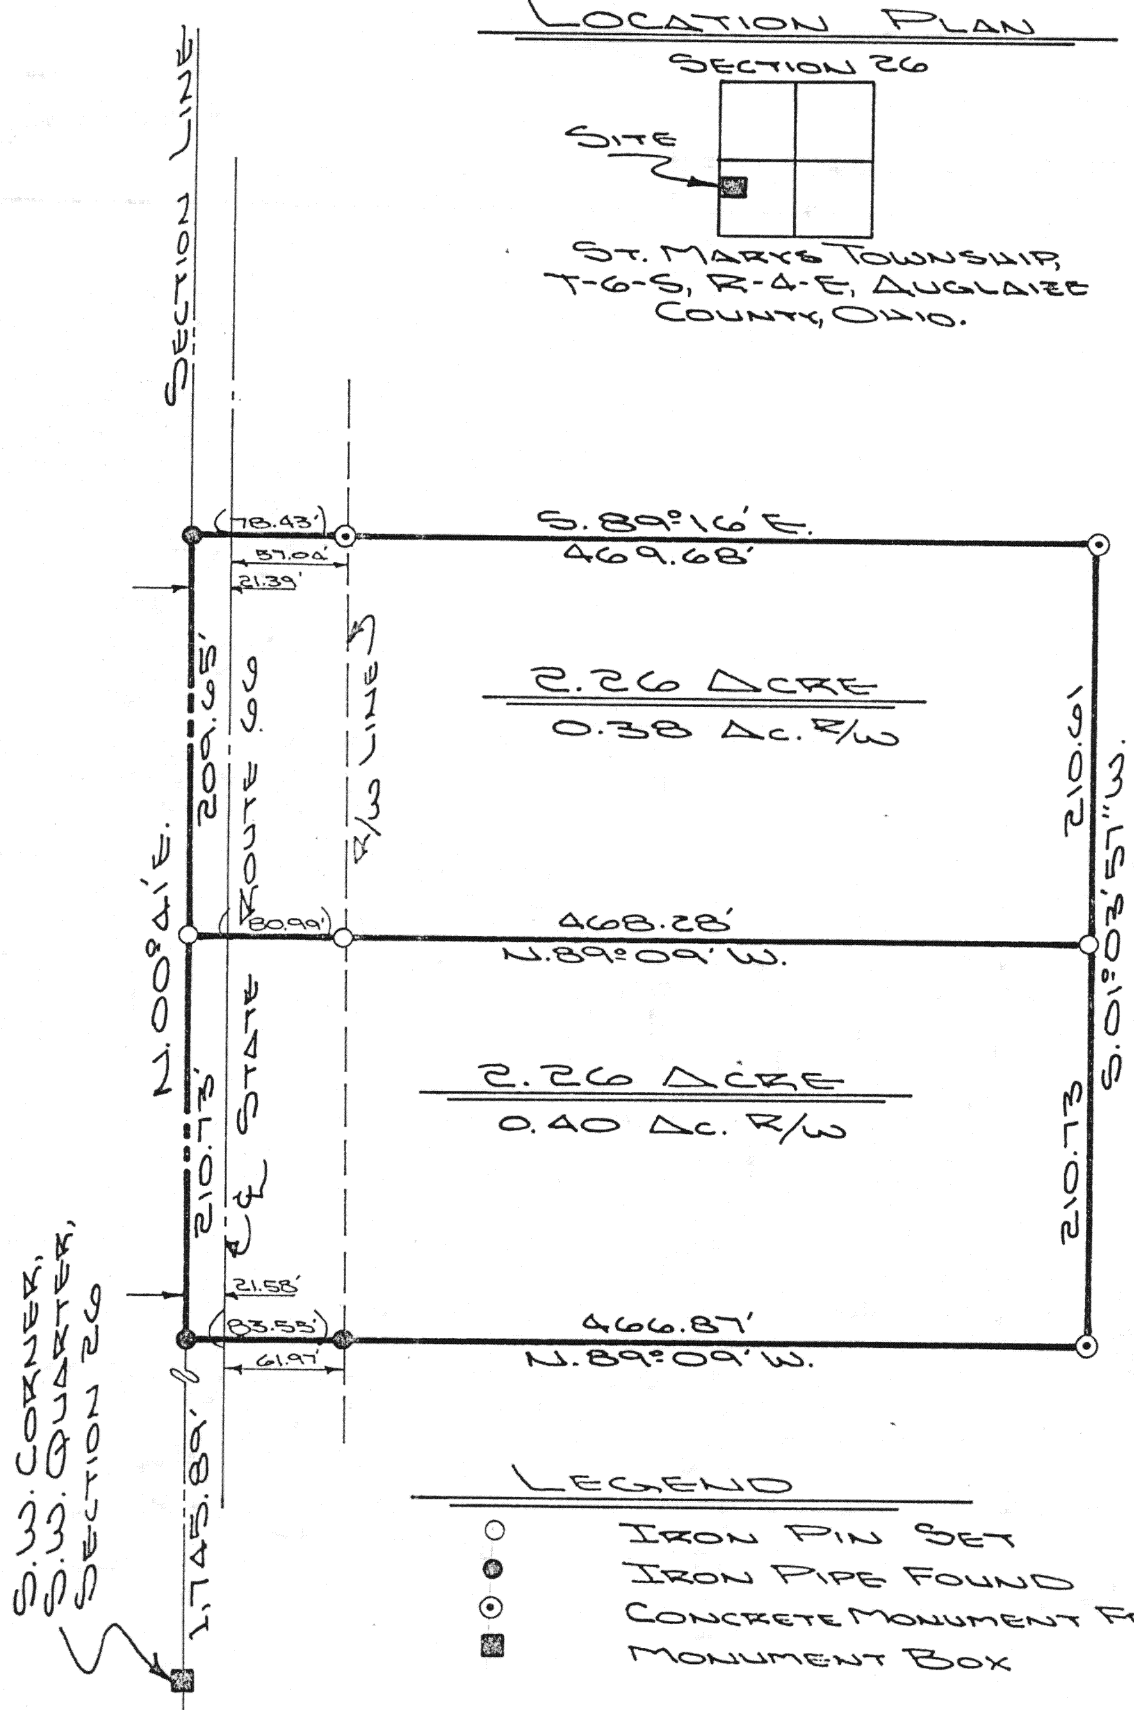 LOCATION PLAN
SECTION 26
SITE
ST. MARYS TOWNSHIP,
T-6-S, R-4-E, AUGLAIZE
COUNTY, OHIO.
SECTION LINE
(78.43')
57.04'
21.39'
S. 89° 16' E.
469.68'
209.65'
N. 00° 41' E.
210.73'
℄ STATE ROUTE 66
R/W LINE
2.26 ACRE
0.38 Ac. R/W
210.61
S. 01° 03' 57" W.
210.73
(80.99')
468.28'
N. 89° 09' W.
2.26 ACRE
0.40 Ac. R/W
21.58'
(83.55')
61.97'
466.87'
N. 89° 09' W.
S.W. CORNER,
S.W. QUARTER,
SECTION 26
1,745.89'
LEGEND
IRON PIN SET
IRON PIPE FOUND
CONCRETE MONUMENT
MONUMENT BOX